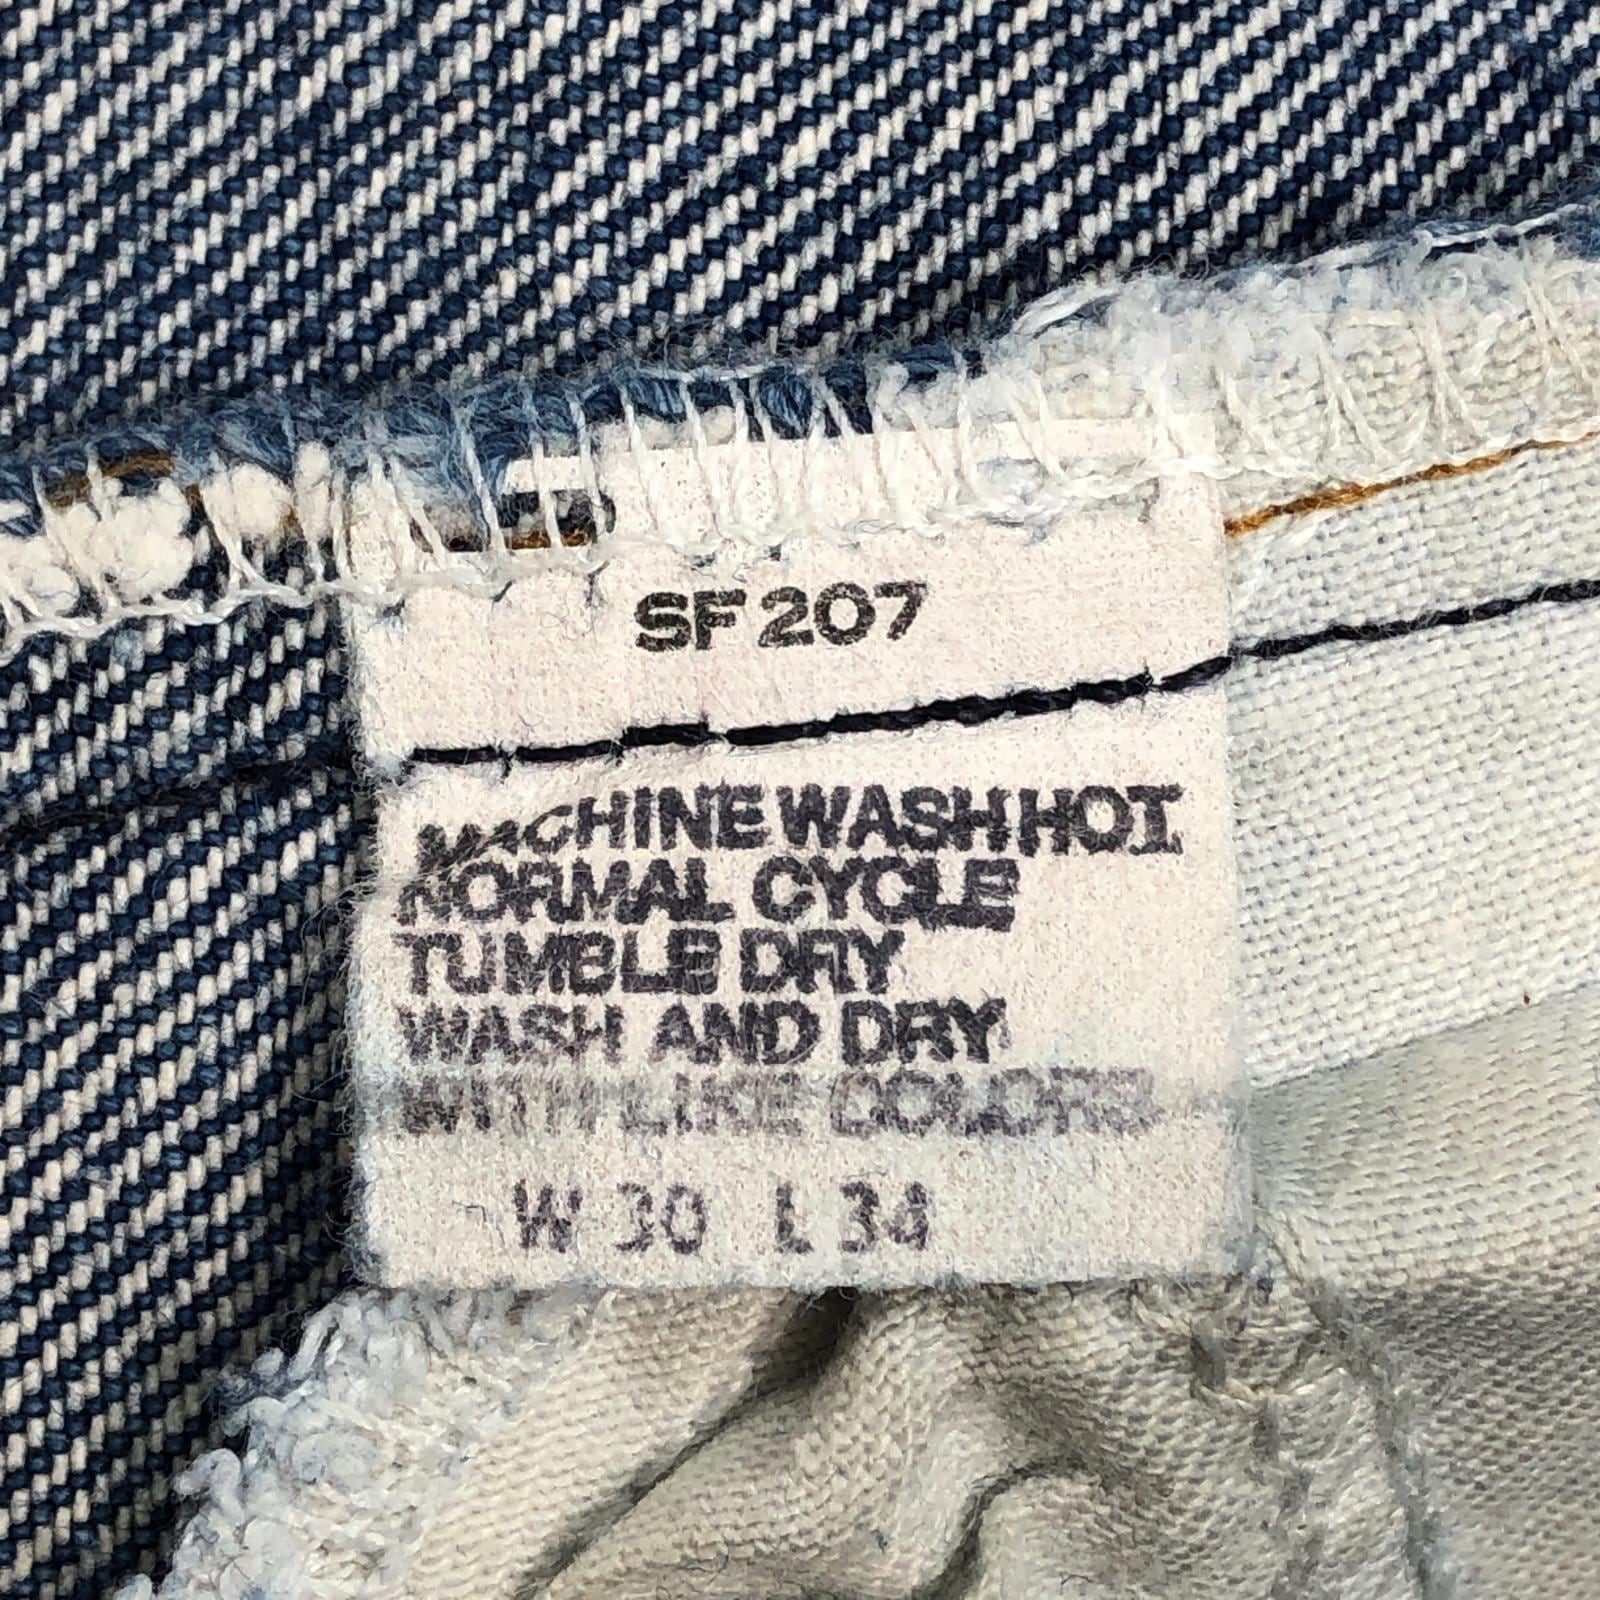 SF 207
MACHINE WASH HOT
NORMAL CYCLE
TUMBLE DRY
WASH AND DRY
WITH LIKE COLORS
W 30 L 34